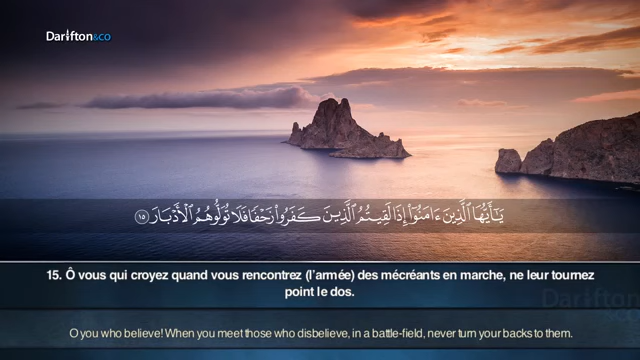 Darifton&co
يَـٰٓأَيُّهَا ٱلَّذِينَ ءَامَنُوٓا۟ إِذَا لَقِيتُمُ ٱلَّذِينَ كَفَرُوا۟ زَحْفًا فَلَا تُوَلُّوهُمُ ٱلْأَدْبَارَ ١٥
15. Ô vous qui croyez quand vous rencontrez (l’armée) des mécréants en marche, ne leur tournez
point le dos.
Darifton
&co
O you who believe! When you meet those who disbelieve, in a battle-field, never turn your backs to them.